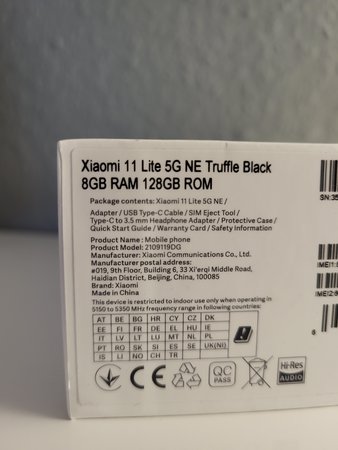 Xiaomi 11 Lite 5G NE Truffle Black
8GB RAM 128GB ROM
Package contents: Xiaomi 11 Lite 5G NE /
Adapter / USB Type-C Cable / SIM Eject Tool /
Type-C to 3.5 mm Headphone Adapter / Protective Case /
Quick Start Guide / Warranty Card / Safety Information
Product Name: Mobile phone
Product Model: 2109119DG
Manufacturer: Xiaomi Communications Co., Ltd.
Manufacturer postal address:
#019, 9th Floor, Building 6, 33 Xi'erqi Middle Road,
Haidian District, Beijing, China, 100085
Brand: Xiaomi
Made in China
This device is restricted to indoor use only when operating in
5150 to 5350 MHz frequency range in following countries:
AT BE BG HR CY CZ DK
EE FI FR DE EL HU IE
IT LV LT LU MT NL PL
PT RO SK SI ES SE UK(NI)
IS LI NO CH TR
CE
QC
PASS
Hi-Res
AUDIO
SN:35
IMEI1:
IMEI2:
6